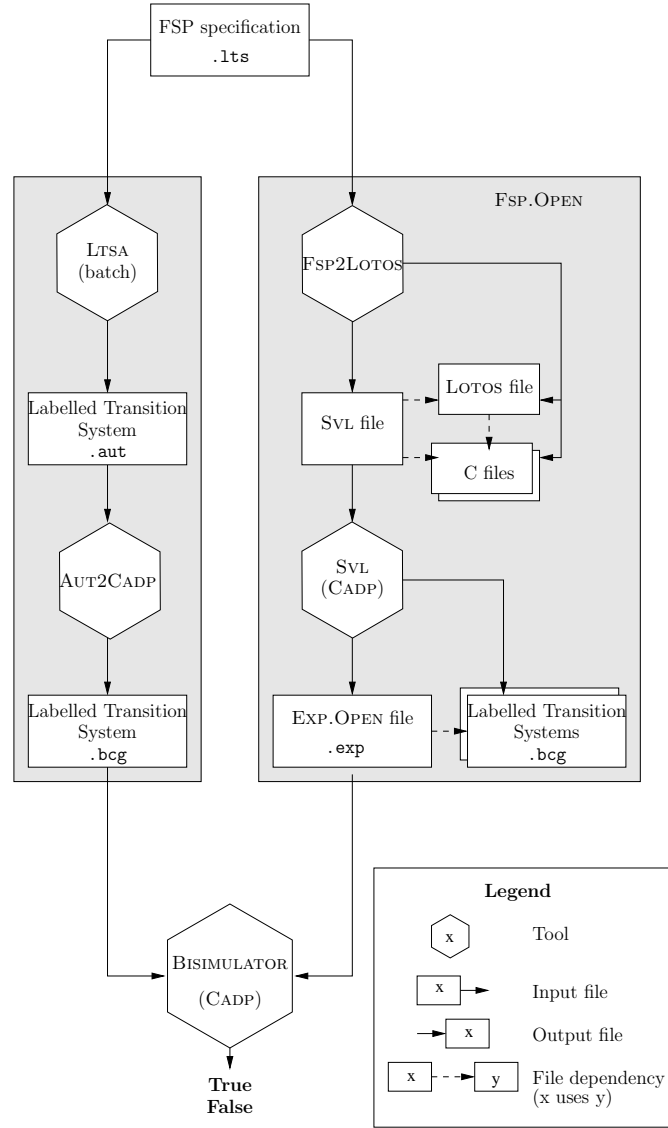 FSP specification
.lts
LTSA
(batch)
Labelled Transition
System
.aut
AUT2CADP
Labelled Transition
System
.bcg
FSP.OPEN
FSP2LOTOS
SVL file
LOTOS file
C files
SVL
(CADP)
EXP.OPEN file
.exp
Labelled Transition
Systems
.bcg
BISIMULATOR
(CADP)
True
False
Legend
x
Tool
x
Input file
x
Output file
x
y
File dependency
(x uses y)